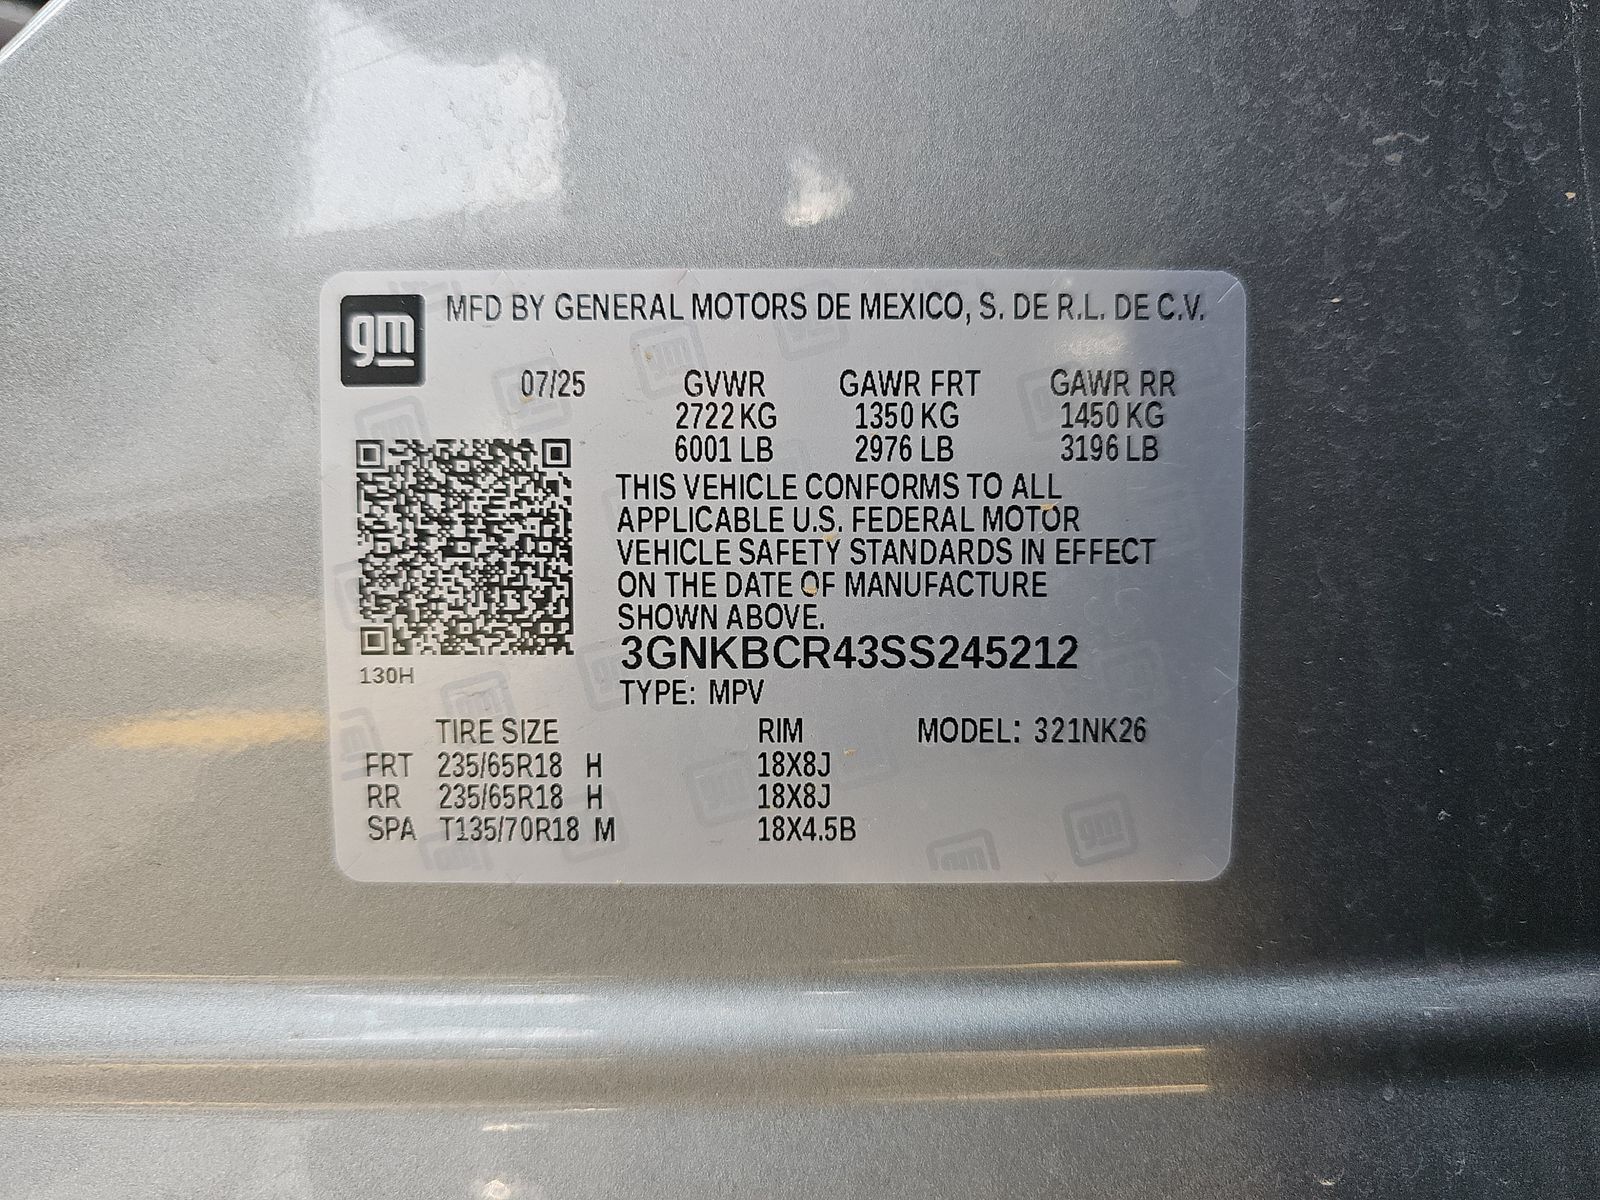 gm
MFD BY GENERAL MOTORS DE MEXICO, S. DE R.L. DE C.V.
07/25 GVWR GAWR FRT GAWR RR
2722 KG 1350 KG 1450 KG
6001 LB 2976 LB 3196 LB
THIS VEHICLE CONFORMS TO ALL
APPLICABLE U.S. FEDERAL MOTOR
VEHICLE SAFETY STANDARDS IN EFFECT
ON THE DATE OF MANUFACTURE
SHOWN ABOVE.
3GNKBCR43SS245212
130H
TYPE: MPV
TIRE SIZE RIM MODEL: 321NK26
FRT 235/65R18 H 18X8J
RR 235/65R18 H 18X8J
SPA T135/70R18 M 18X4.5B